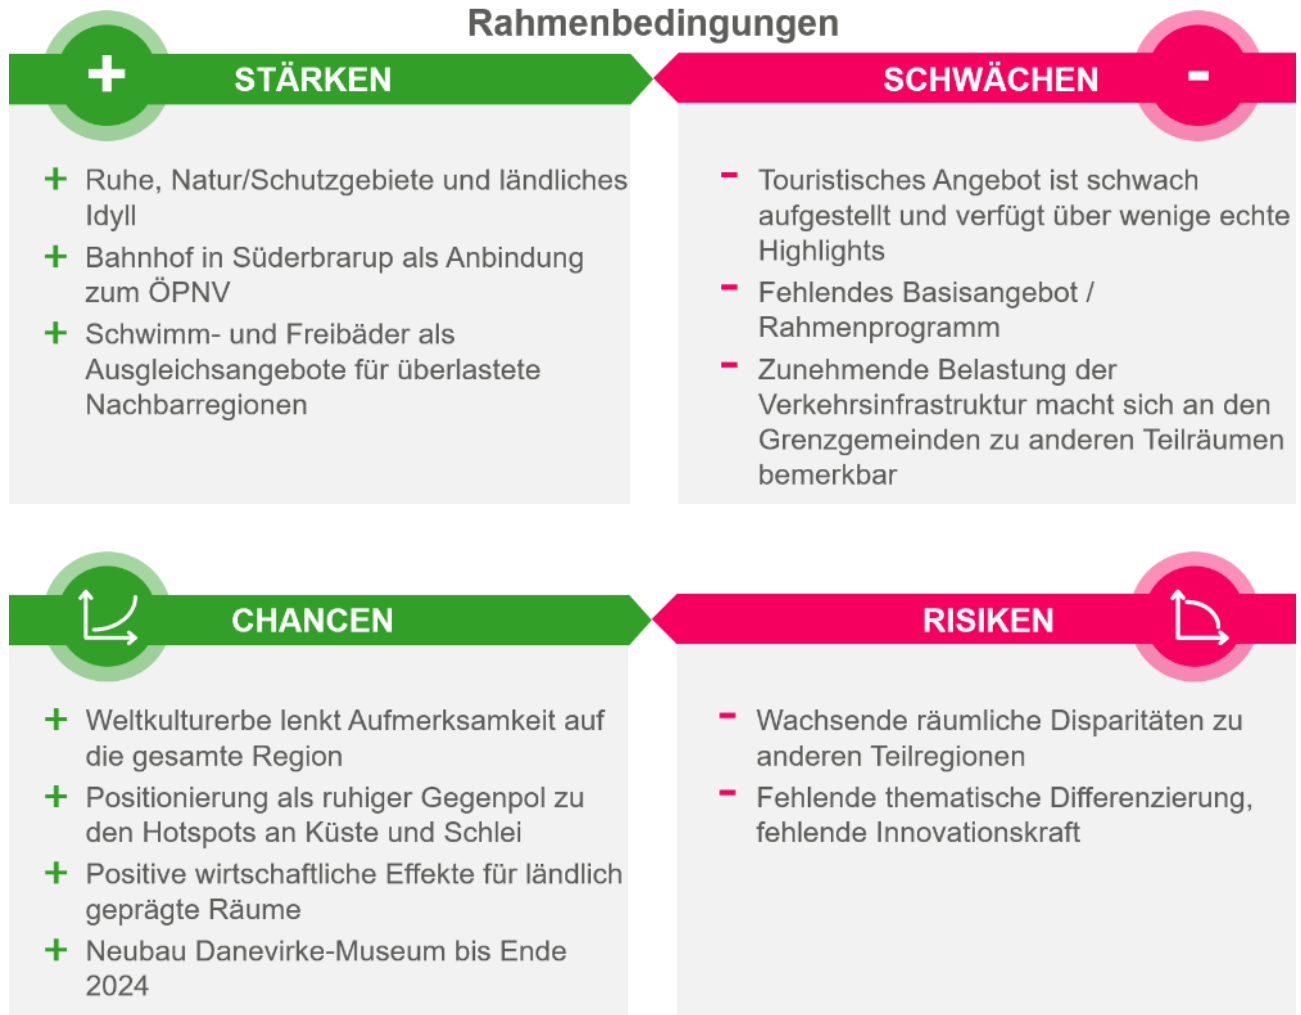 Rahmenbedingungen
+ STÄRKEN
+ Ruhe, Natur/Schutzgebiete und ländliches
Idyll
+ Bahnhof in Süderbrarup als Anbindung
zum ÖPNV
+ Schwimm- und Freibäder als
Ausgleichsangebote für überlastete
Nachbarregionen
SCHWÄCHEN -
- Touristisches Angebot ist schwach
aufgestellt und verfügt über wenige echte
Highlights
- Fehlendes Basisangebot /
Rahmenprogramm
- Zunehmende Belastung der
Verkehrsinfrastruktur macht sich an den
Grenzgemeinden zu anderen Teilräumen
bemerkbar
CHANCEN
+ Weltkulturerbe lenkt Aufmerksamkeit auf
die gesamte Region
+ Positionierung als ruhiger Gegenpol zu
den Hotspots an Küste und Schlei
+ Positive wirtschaftliche Effekte für ländlich
geprägte Räume
+ Neubau Danevirke-Museum bis Ende
2024
RISIKEN
- Wachsende räumliche Disparitäten zu
anderen Teilregionen
- Fehlende thematische Differenzierung,
fehlende Innovationskraft